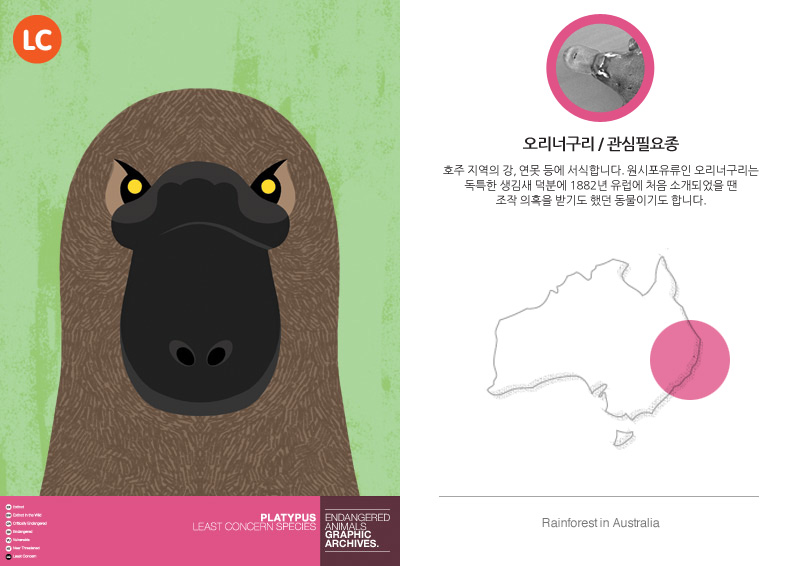 LC
Extinct
Extinct in the Wild
Critically Endangered
Endangered
Vulnerable
Near Threatened
Least Concern
PLATYPUS
LEAST CONCERN SPECIES
ENDANGERED
ANIMALS
GRAPHIC
ARCHIVES.
오리너구리 / 관심필요종
호주 지역의 강, 연못 등에 서식합니다. 원시포유류인 오리너구리는
독특한 생김새 덕분에 1882년 유럽에 처음 소개되었을 땐
조작 의혹을 받기도 했던 동물이기도 합니다.
Rainforest in Australia